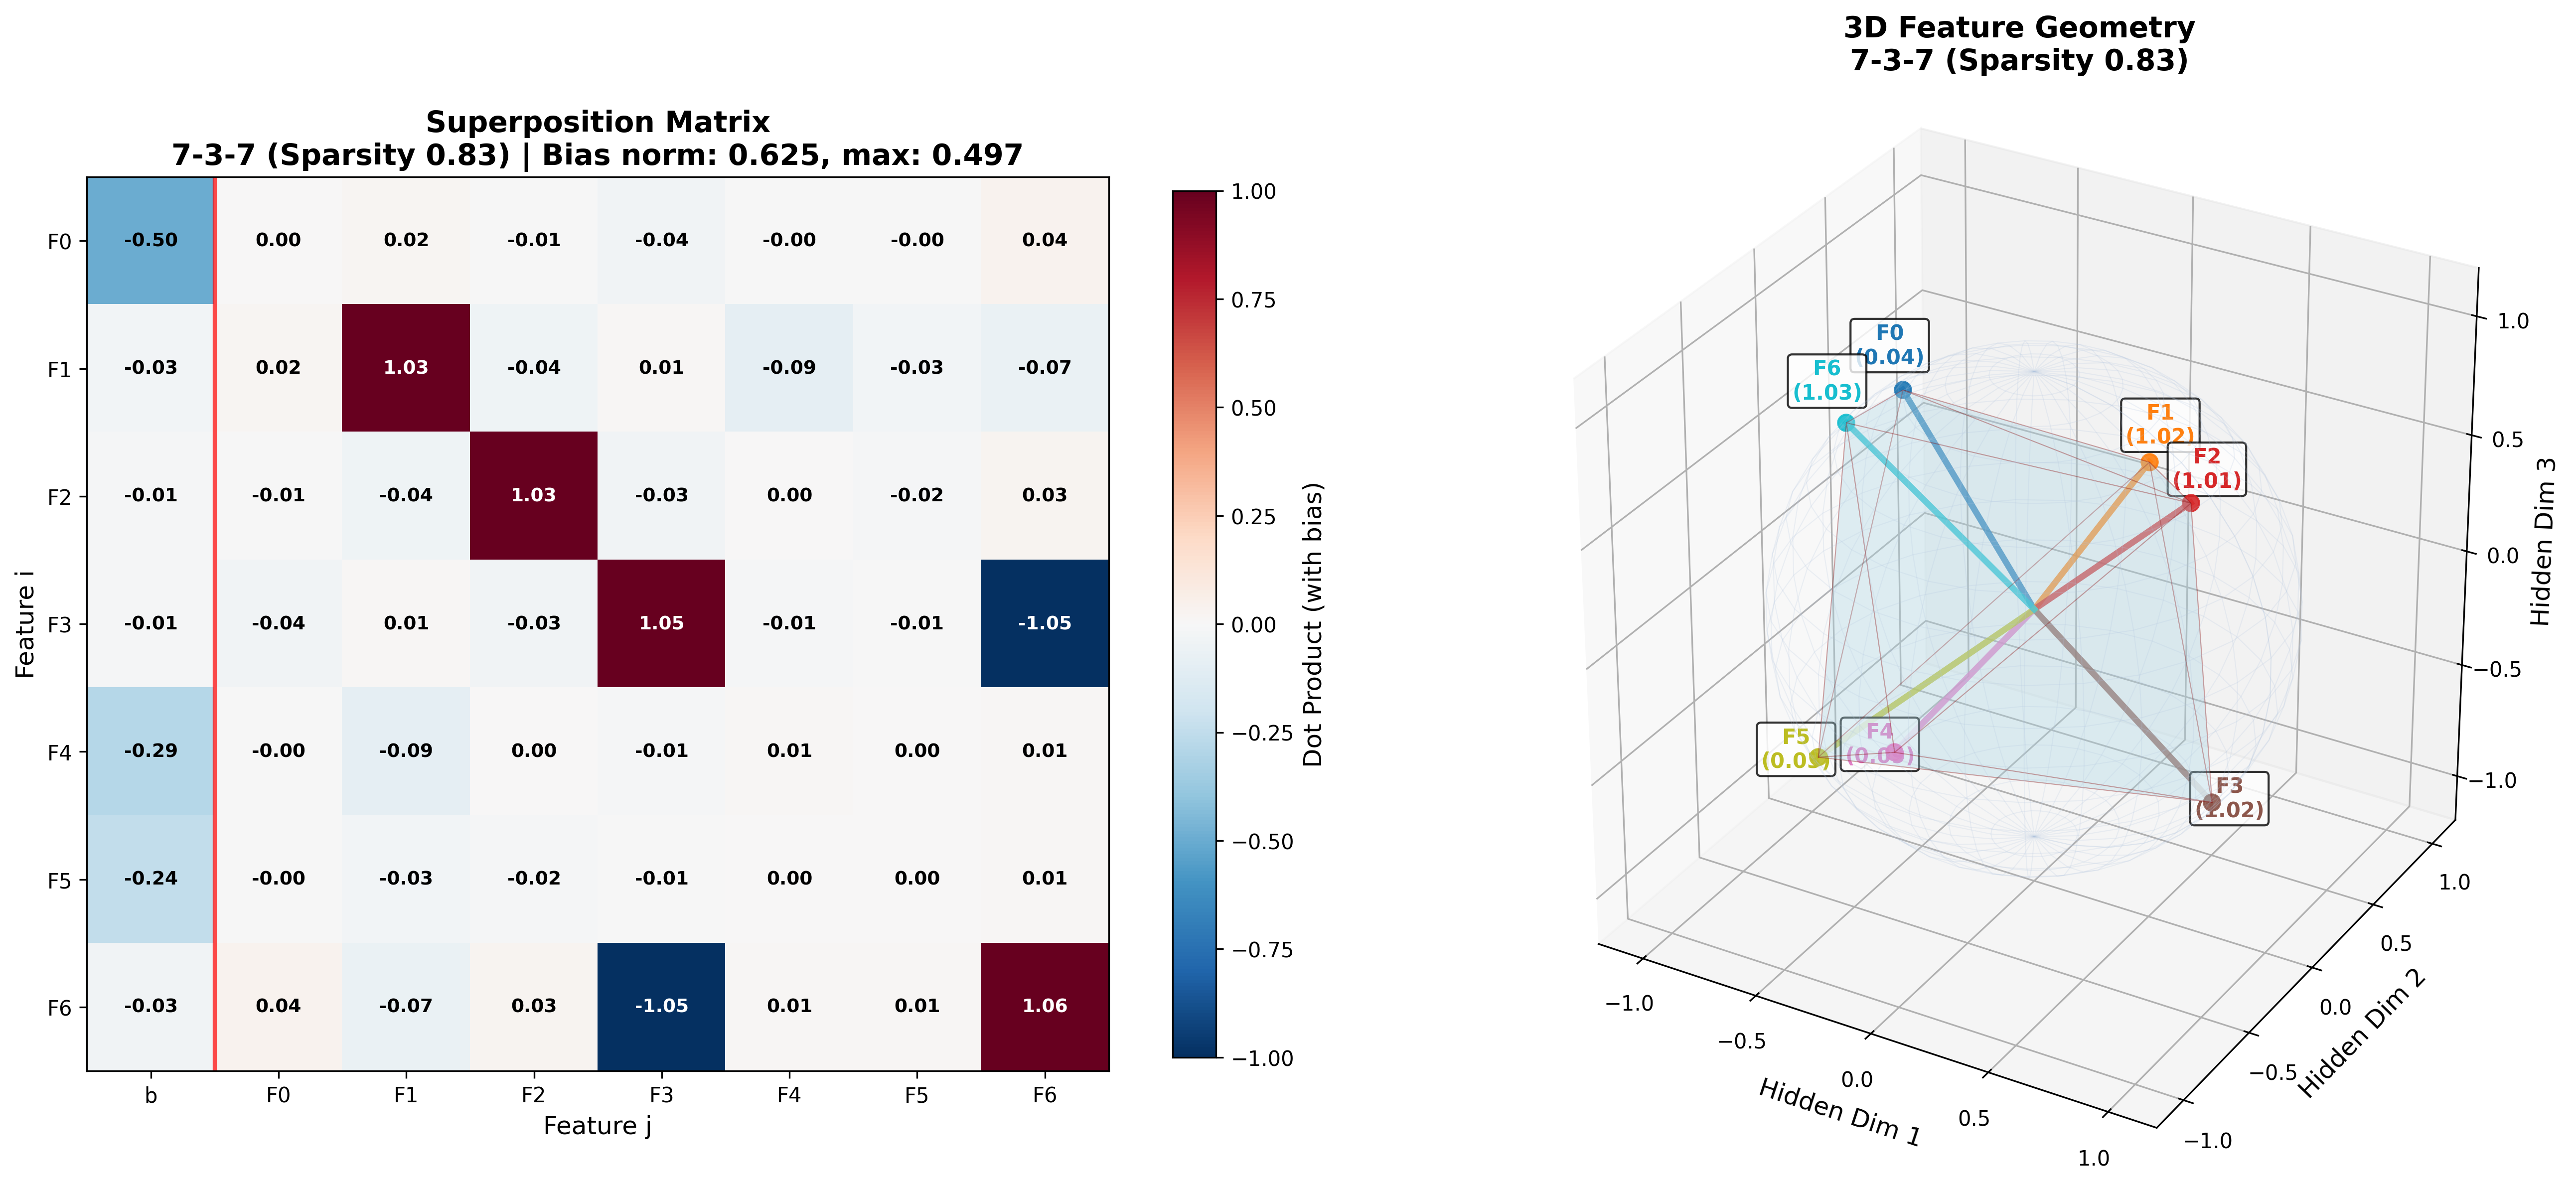 Superposition Matrix
7-3-7 (Sparsity 0.83) | Bias norm: 0.625, max: 0.497
Feature i
F0 -0.50 0.00 0.02 -0.01 -0.04 -0.00 -0.00 0.04
F1 -0.03 0.02 1.03 -0.04 0.01 -0.09 -0.03 -0.07
F2 -0.01 -0.01 -0.04 1.03 -0.03 0.00 -0.02 0.03
F3 -0.01 -0.04 0.01 -0.03 1.05 -0.01 -0.01 -1.05
F4 -0.29 -0.00 -0.09 0.00 -0.01 0.01 0.00 0.01
F5 -0.24 -0.00 -0.03 -0.02 -0.01 0.00 0.00 0.01
F6 -0.03 0.04 -0.07 0.03 -1.05 0.01 0.01 1.06
b F0 F1 F2 F3 F4 F5 F6
Feature j
1.00
0.75
0.50
0.25
0.00
−0.25
−0.50
−0.75
−1.00
Dot Product (with bias)
3D Feature Geometry
7-3-7 (Sparsity 0.83)
F0
(0.04)
F6
(1.03)
F1
(1.02)
F2
(1.01)
F5
F4
F3
(1.02)
−1.0
−0.5
0.0
0.5
1.0
Hidden Dim 1
−1.0
−0.5
0.0
0.5
1.0
Hidden Dim 2
1.0
0.5
0.0
−0.5
−1.0
Hidden Dim 3